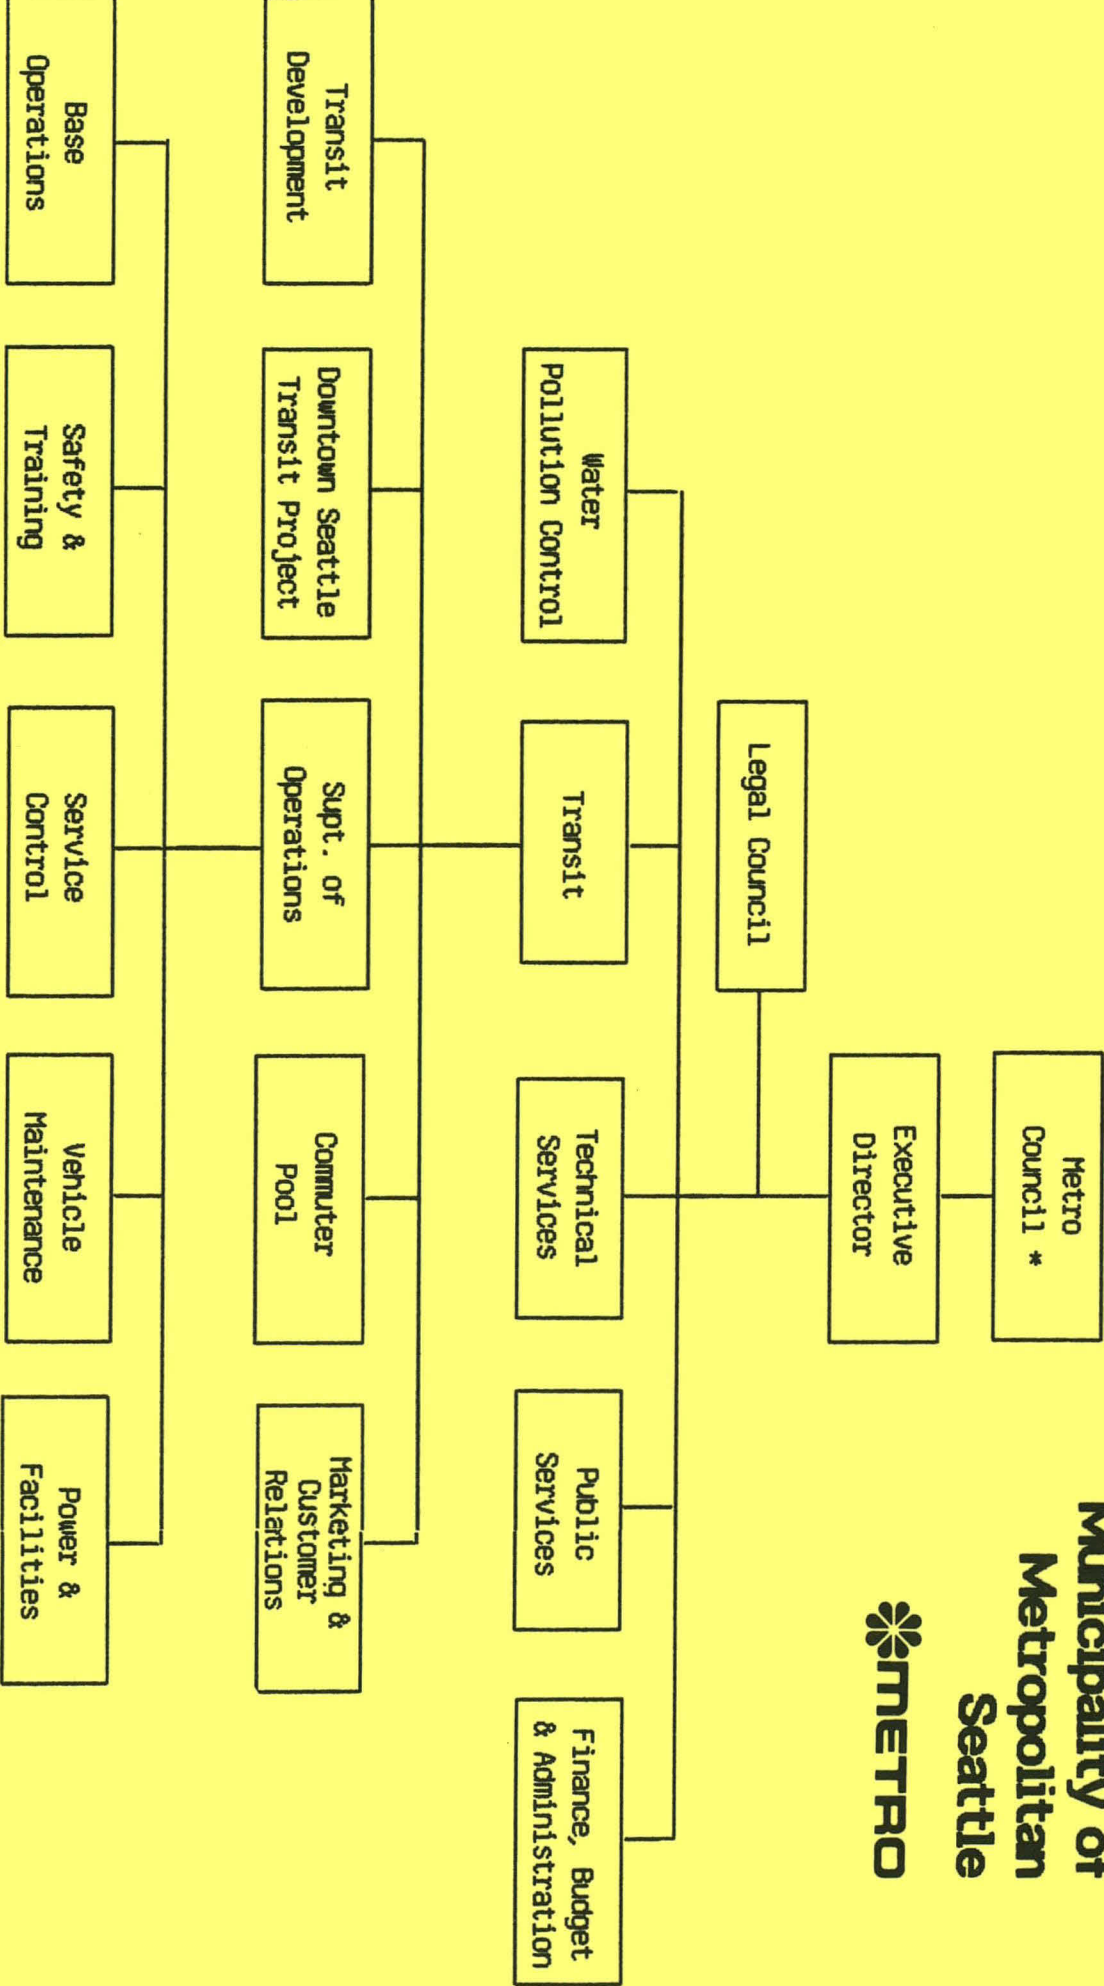 Municipality of
Metropolitan
Seattle
METRO
Metro
Council *
Executive
Director
Legal Council
Water
Pollution Control
Transit
Technical
Services
Public
Services
Finance, Budget
& Administration
Transit
Development
Downtown Seattle
Transit Project
Supt. of
Operations
Commuter
Pool
Marketing &
Customer
Relations
Base
Operations
Safety &
Training
Service
Control
Vehicle
Maintenance
Power &
Facilities